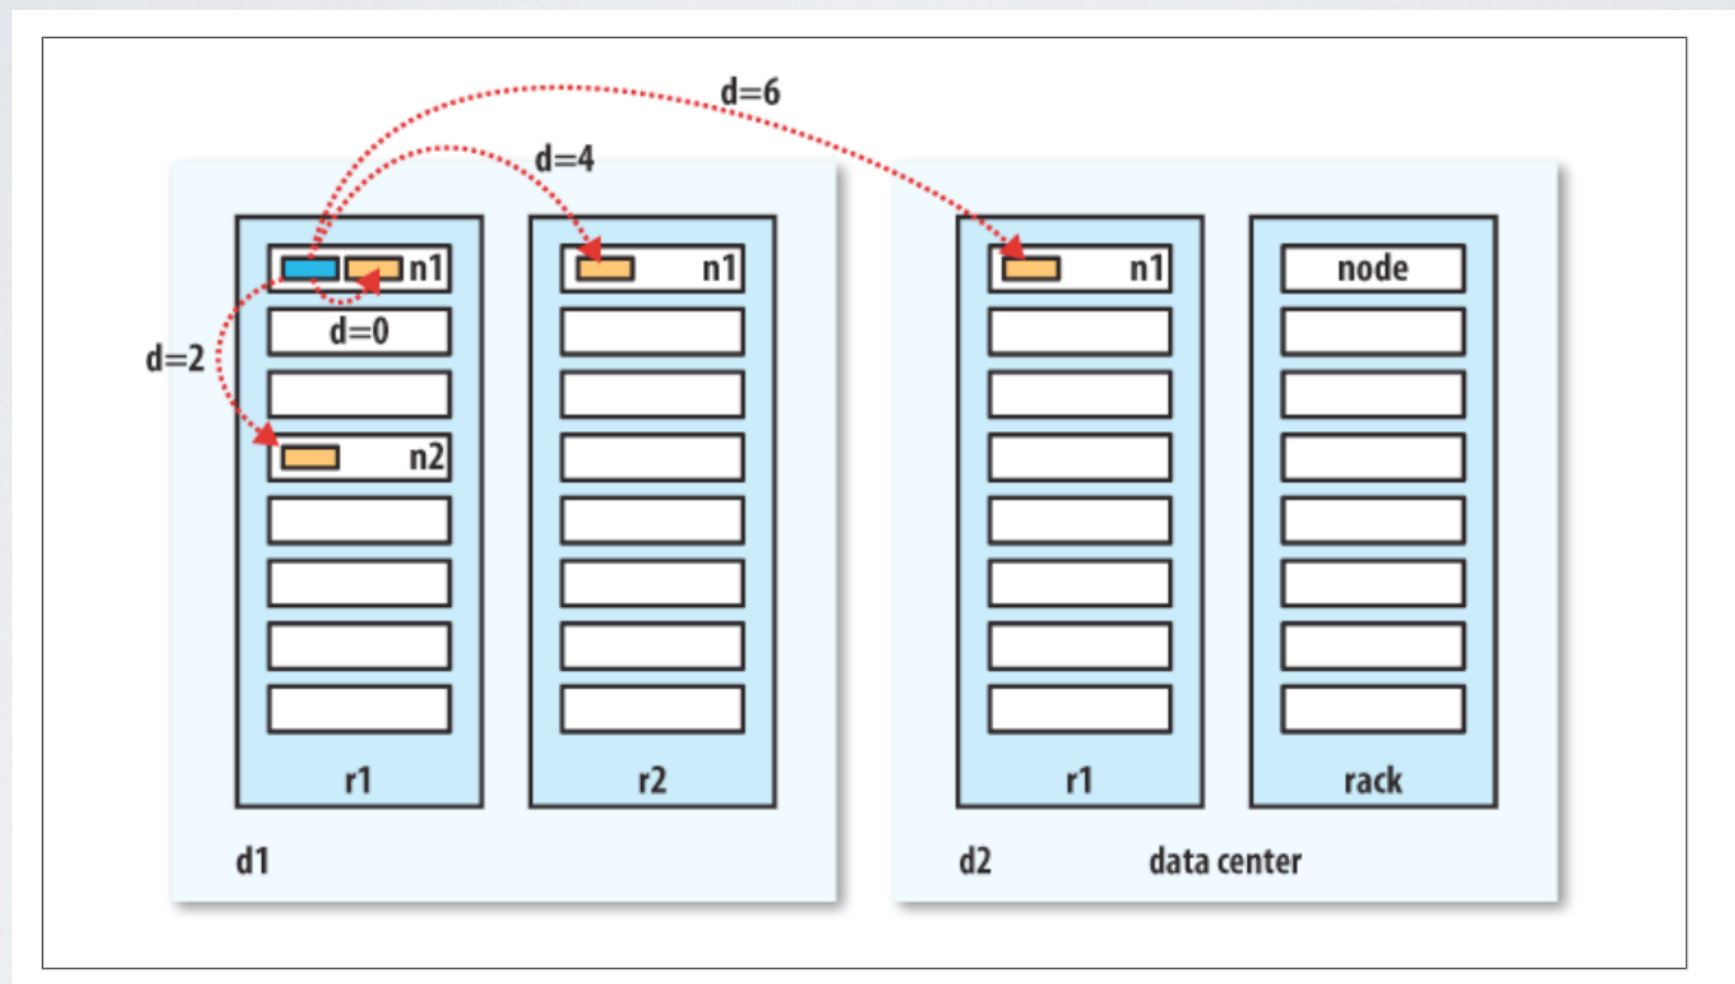 d=6
d=4
n1
n1
n1
node
d=0
d=2
n2
r1
r2
r1
rack
d1
d2
data center